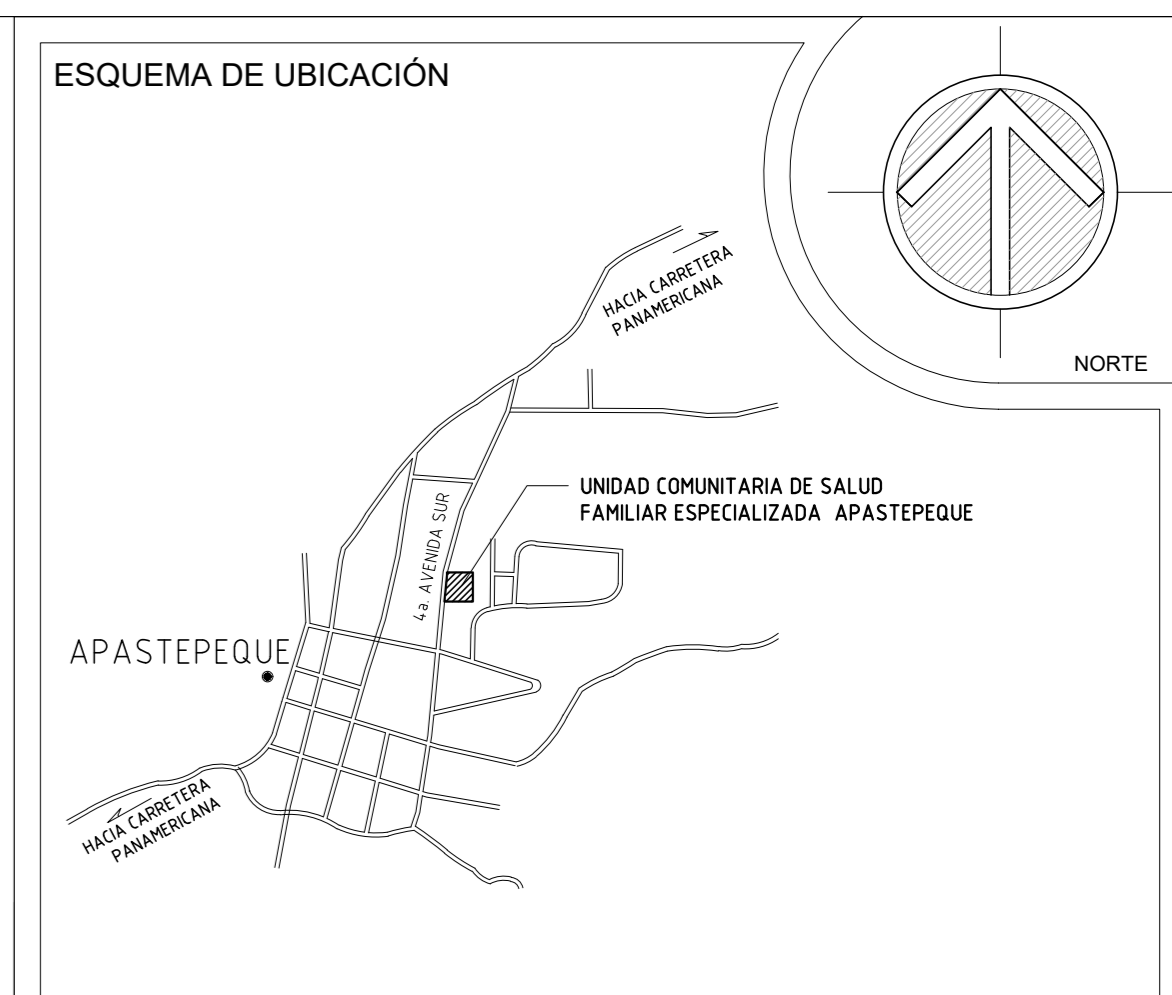 ESQUEMA DE UBICACIÓN
NORTE
HACIA CARRETERA
PANAMERICANA
UNIDAD COMUNITARIA DE SALUD
FAMILIAR ESPECIALIZADA APASTEPEQUE
4a. AVENIDA SUR
APASTEPEQUE
HACIA CARRETERA
PANAMERICANA